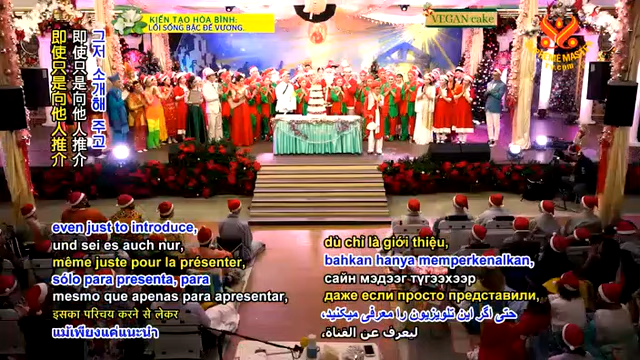 KIẾN TẠO HÒA BÌNH:
LỐI SỐNG BẬC ĐẾ VƯƠNG.
VEGAN cake
SUPREME MASTER
그저 소개해 주고
即使只是向他人推介
即使只是向他人推介
even just to introduce,
und sei es auch nur,
même juste pour la présenter,
sólo para presenta, para
mesmo que apenas para apresentar,
इसका परिचय करने से लेकर
แม้เพียงแค่แนะนำ
dù chỉ là giới thiệu,
bahkan hanya memperkenalkan,
сайн мэдээг түгээхээр
даже если просто представили,
حتی اگر این تلویزیون را معرفی میکنید،
ليعرف عن القناة،